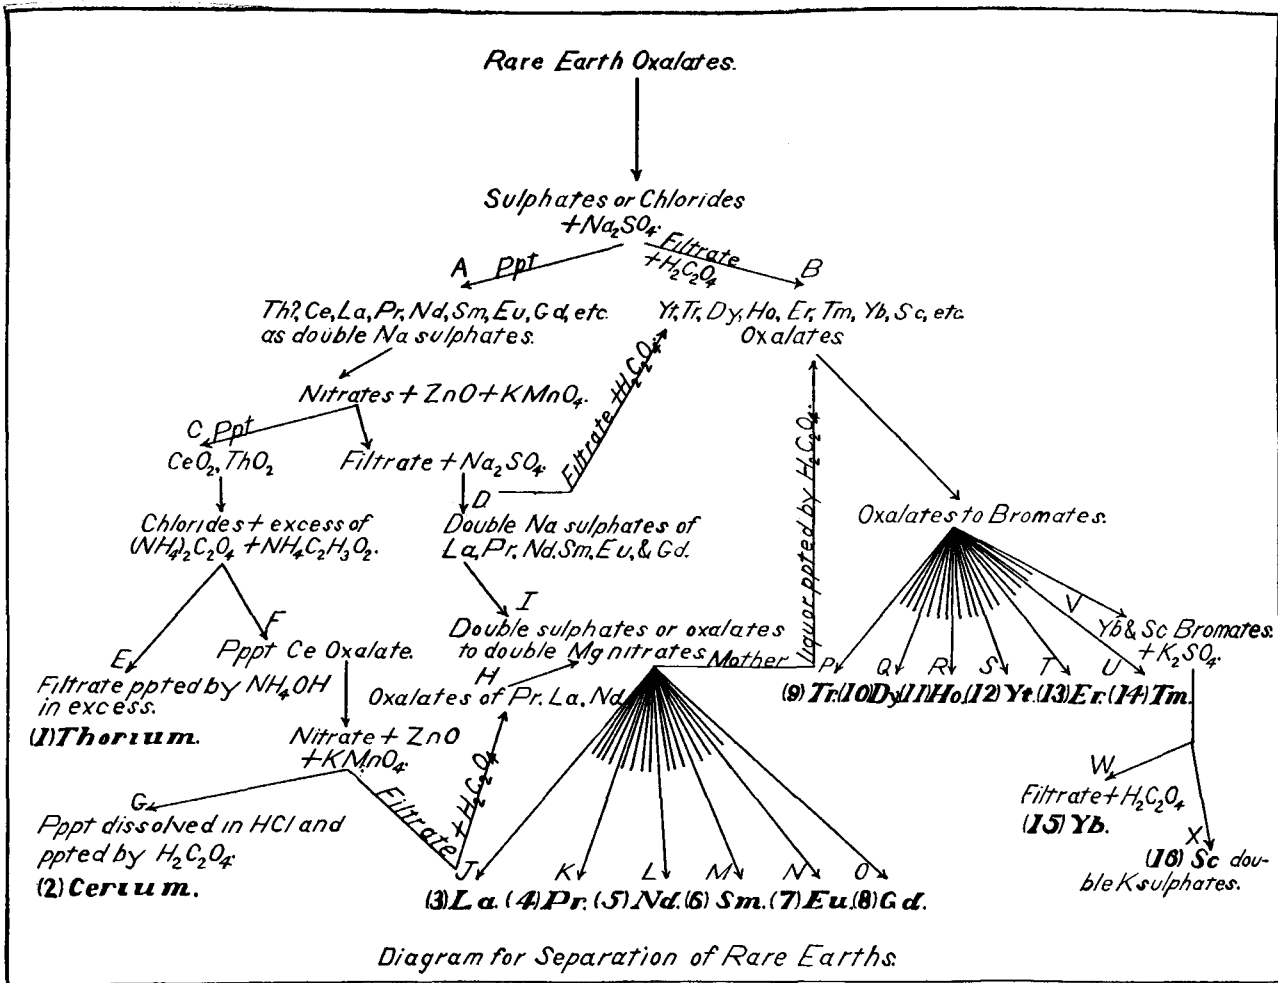 Rare Earth Oxalates.
Sulphates or Chlorides
+Na₂SO₄.
A Ppt
Filtrate
+H₂C₂O₄
B
Th?, Ce, La, Pr, Nd, Sm, Eu, Gd, etc.
as double Na sulphates.
Yt, Tr, Dy, Ho, Er, Tm, Yb, Sc, etc.
Oxalates
Nitrates + ZnO + KMnO₄.
Filtrate + H₂C₂O₄.
C Ppt
CeO₂, ThO₂
Filtrate + Na₂SO₄.
D
Chlorides + excess of
(NH₄)₂C₂O₄ + NH₄C₂H₃O₂.
Double Na sulphates of
La, Pr, Nd, Sm, Eu, & Gd.
Oxalates to Bromates.
E
Filtrate ppted by NH₄OH
in excess.
(1) Thorium.
F
Pppt Ce Oxalate.
I
Double sulphates or oxalates
to double Mg nitrates
Mother
liquor ppted by H₂C₂O₄.
H
Oxalates of Pr, La, Nd
Nitrate + ZnO
+KMnO₄.
Filtrate
+H₂C₂O₄
G
Pppt dissolved in HCl and
ppted by H₂C₂O₄.
(2) Cerium.
J K L M N O
(3) La. (4) Pr. (5) Nd. (6) Sm. (7) Eu. (8) Gd.
P Q R S T U
(9) Tr. (10) Dy. (11) Ho. (12) Yt. (13) Er. (14) Tm.
V
Yb & Sc Bromates.
+K₂SO₄.
W
Filtrate + H₂C₂O₄
(15) Yb.
X
(16) Sc dou-
ble K sulphates.
Diagram for Separation of Rare Earths.